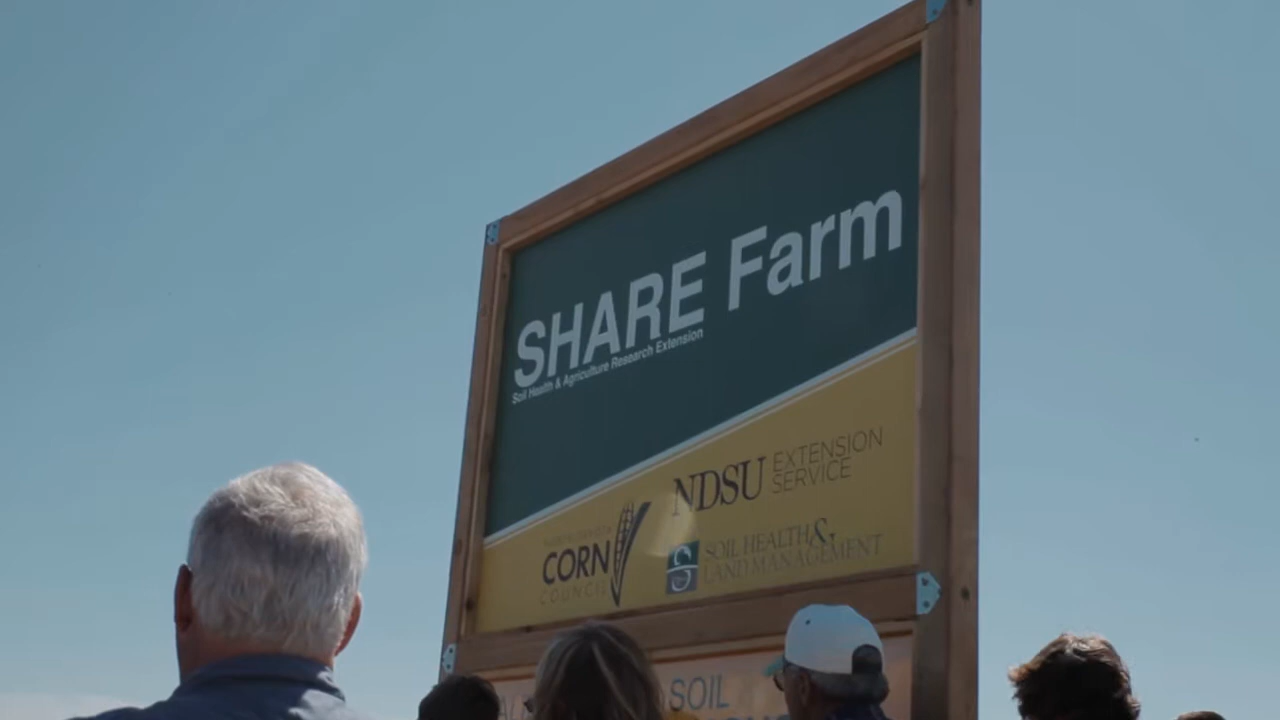 SHARE Farm
Soil Health & Agriculture Research Extension
NDSU EXTENSION
SERVICE
CORN
COUNCIL
SOIL HEALTH &
LAND MANAGEMENT
SOIL